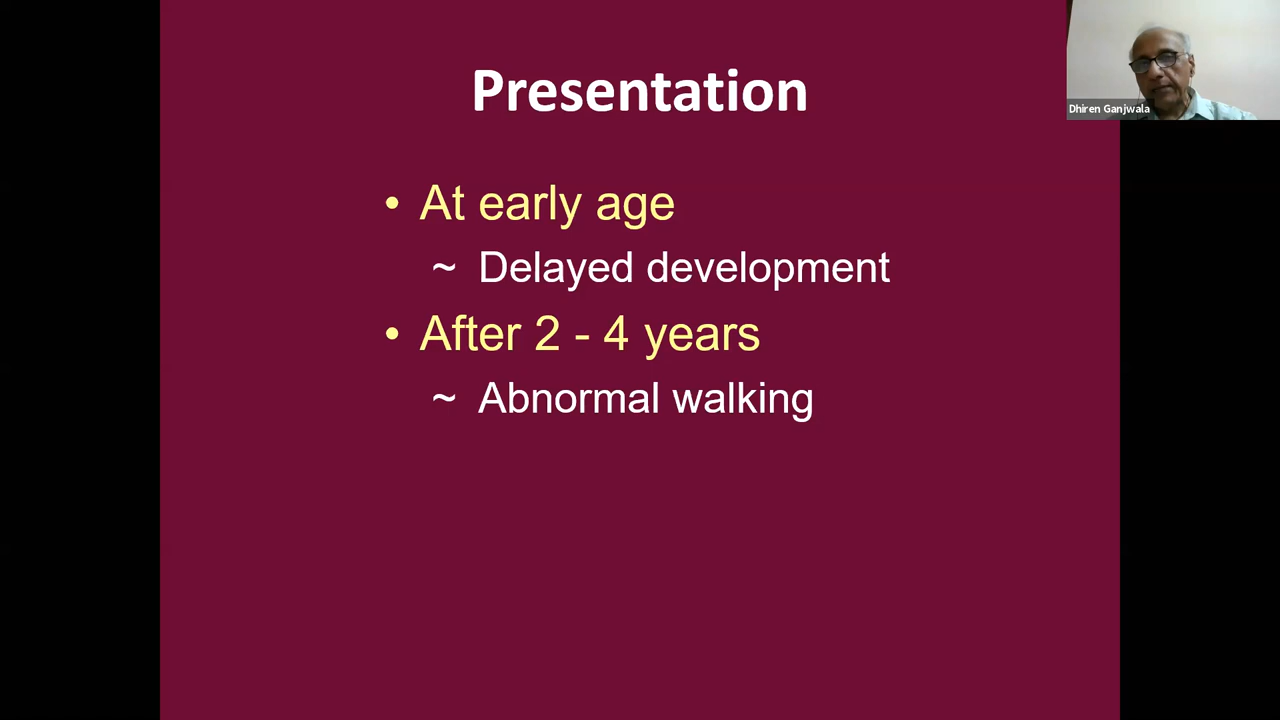 Presentation
Dhiren Ganjwala
• At early age
~ Delayed development
• After 2 - 4 years
~ Abnormal walking